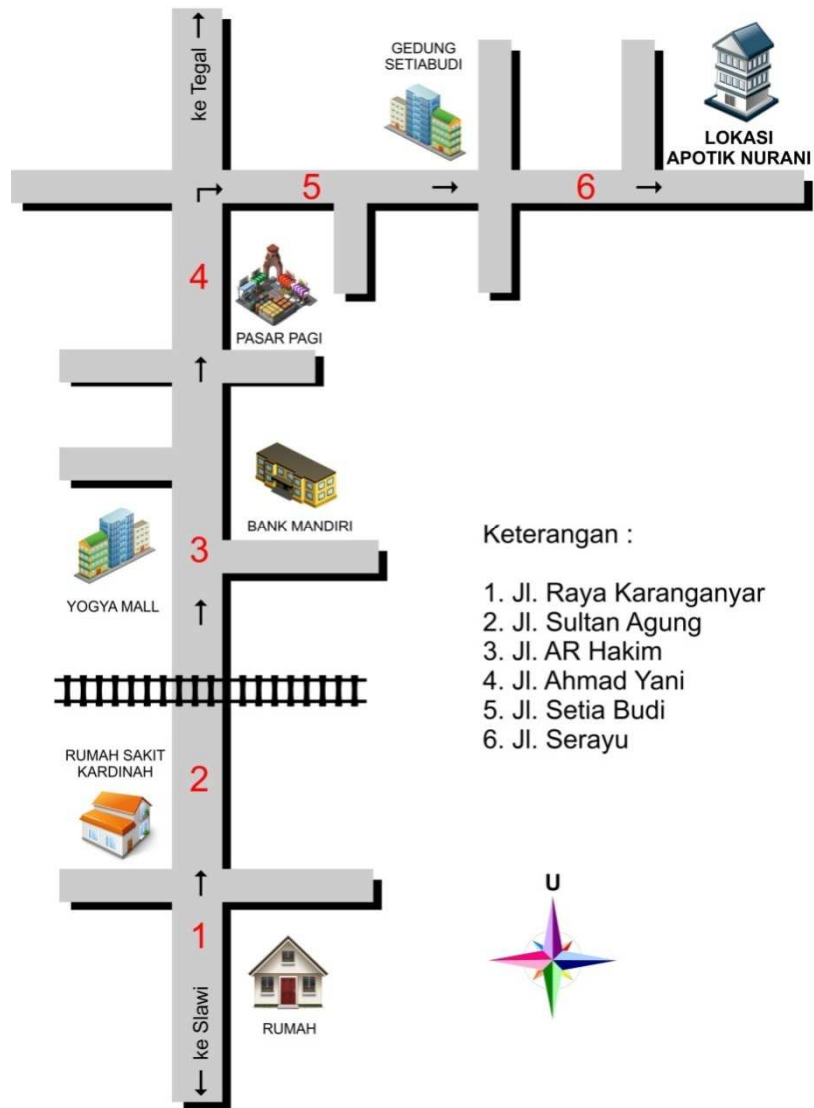 ke Tegal
GEDUNG
SETIABUDI
LOKASI
APOTIK NURANI
5
6
4
PASAR PAGI
BANK MANDIRI
3
YOGYA MALL
Keterangan :
1. Jl. Raya Karanganyar
2. Jl. Sultan Agung
3. Jl. AR Hakim
4. Jl. Ahmad Yani
5. Jl. Setia Budi
6. Jl. Serayu
RUMAH SAKIT
KARDINAH
2
U
1
RUMAH
ke Slawi